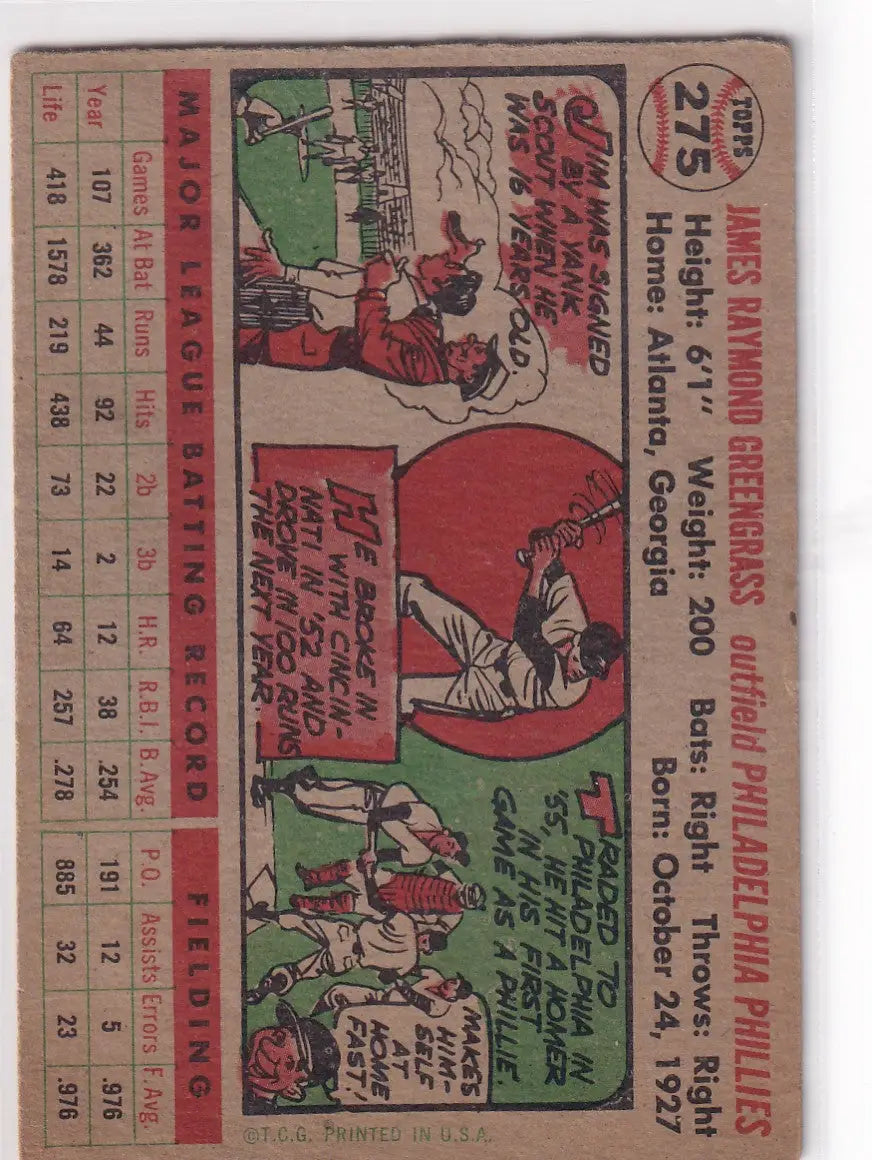 TOPPS
275
JAMES RAYMOND GREENGRASS outfield PHILADELPHIA PHILLIES
Height: 6'1" Weight: 200 Bats: Right Throws: Right
Home: Atlanta, Georgia Born: October 24, 1927
JIM WAS SIGNED
BY A YANK
SCOUT WHEN HE
WAS 16 YEARS OLD
HE BROKE IN
WITH CINCIN-
NATI IN '52 AND
DROVE IN 100 RUNS
THE NEXT YEAR.
TRADED TO
PHILADELPHIA IN
'55, HE HIT A HOMER
IN HIS FIRST
GAME AS A PHILLIE.
MAKES
HIM-
SELF
AT
HOME
FAST!
MAJOR LEAGUE BATTING RECORD FIELDING
Games At Bat Runs Hits 2b 3b H.R. R.B.I. B.Avg. P.O. Assists Errors F.Avg.
Year 107 362 44 92 22 2 12 38 .254 191 12 5 .976
Life 418 1578 219 438 73 14 64 257 .278 885 32 23 .976
©T.C.G. PRINTED IN U.S.A.